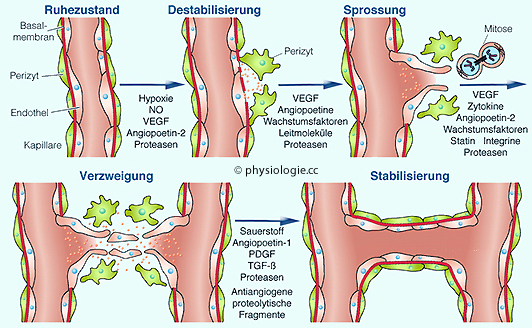 Ruhezustand
Destabilisierung
Sprossung
Basal-
membran
Perizyt
Endothel
Kapillare
Hypoxie
NO
VEGF
Angiopoetin-2
Proteasen
Perizyt
VEGF
Angiopoetine
Wachstumsfaktoren
Leitmoleküle
Proteasen
Mitose
VEGF
Zytokine
Angiopoetin-2
Wachstumsfaktoren
Statin Integrine
Proteasen
© physiologie.cc
Verzweigung
Stabilisierung
Sauerstoff
Angiopoetin-1
PDGF
TGF-ß
Proteasen
Antiangiogene
proteolytische
Fragmente